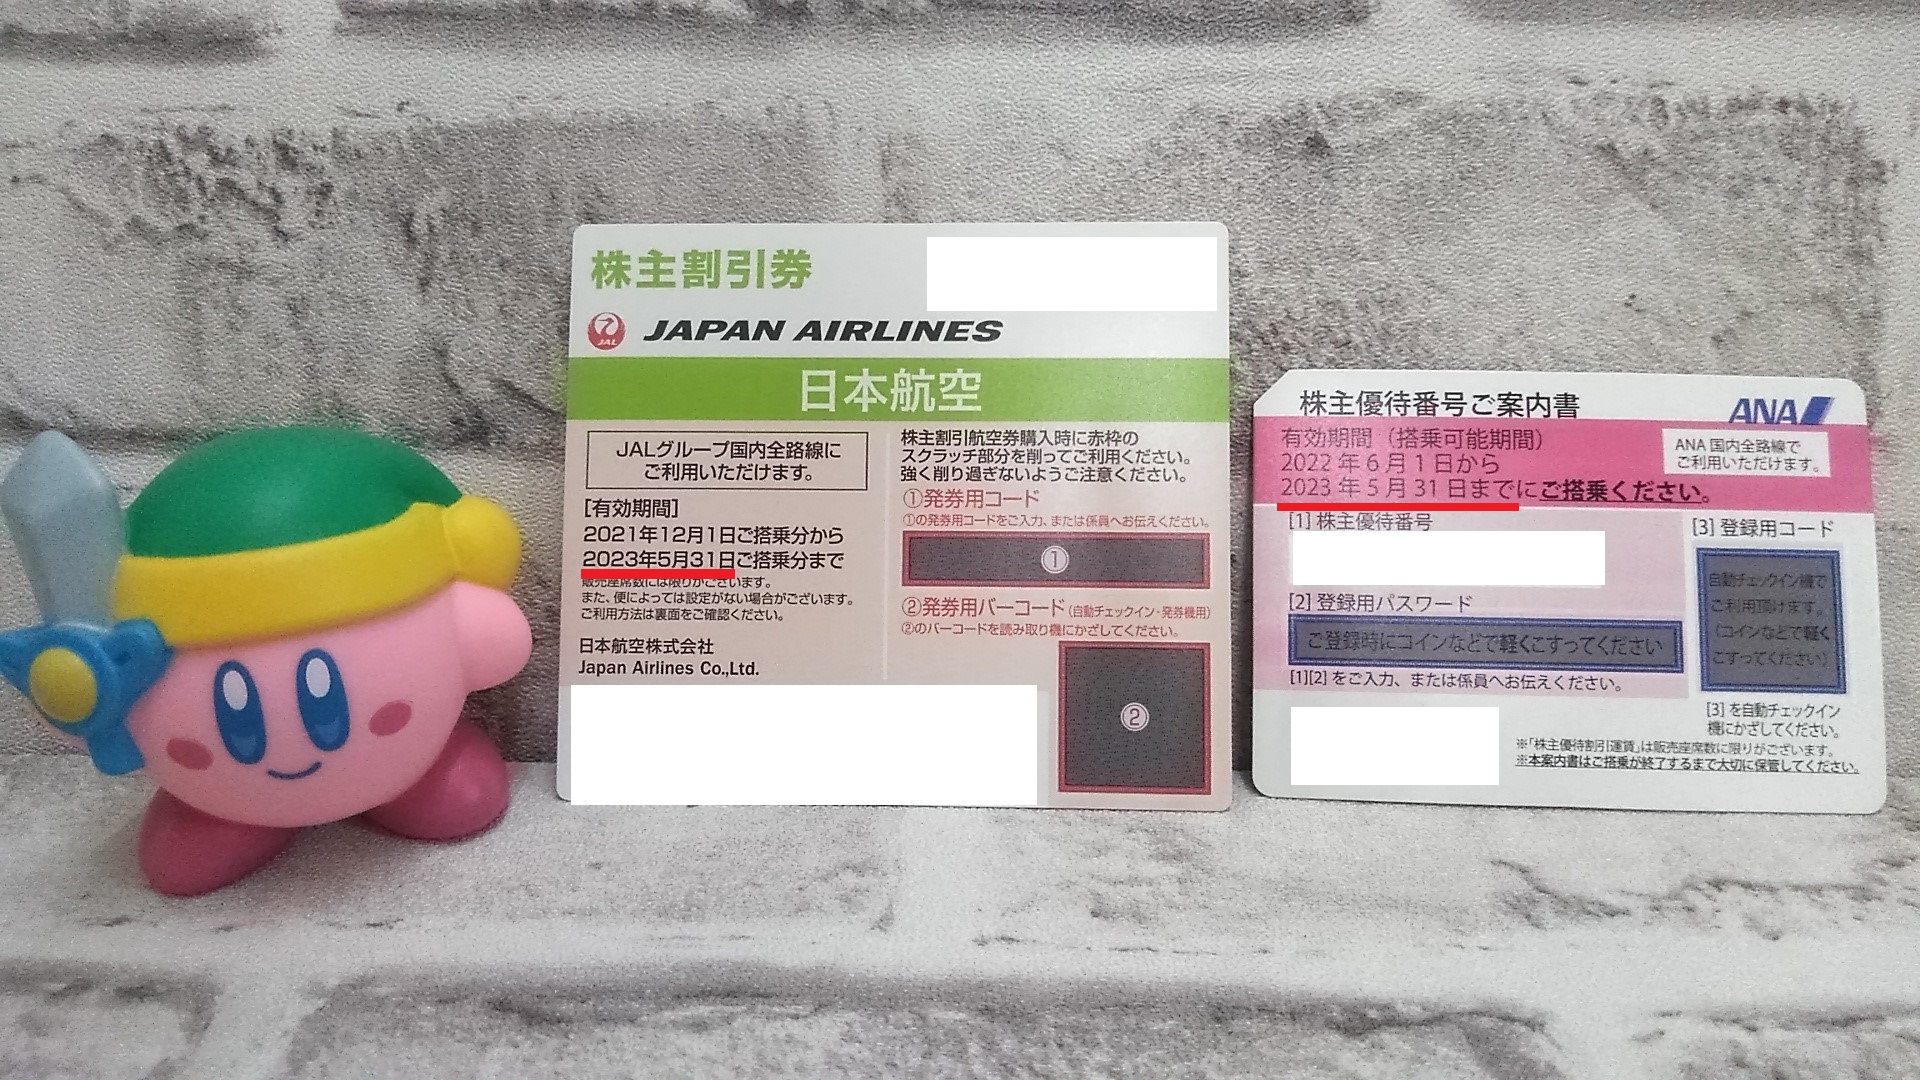 株主割引券
JAL
JAPAN AIRLINES
日本航空
JALグループ国内全路線に
ご利用いただけます。
[有効期間]
2021年12月1日ご搭乗分から
2023年5月31日ご搭乗分まで
販売座席数には限りがございます。
また、便によっては設定がない場合がございます。
ご利用方法は裏面をご確認ください。
日本航空株式会社
Japan Airlines Co.,Ltd.
株主割引航空券購入時に赤枠の
スクラッチ部分を削ってご利用ください。
強く削り過ぎないようご注意ください。
①発券用コード
①の発券用コードをご入力、または係員へお伝えください。
①
②発券用バーコード(自動チェックイン・発券機用)
②のバーコードを読み取り機にかざしてください。
②
株主優待番号ご案内書
ANA
有効期間(搭乗可能期間)
2022年6月1日から
2023年5月31日までにご搭乗ください。
ANA国内全路線で
ご利用いただけます。
[1] 株主優待番号
[2] 登録用パスワード
ご登録時にコインなどで軽くこすってください
[1][2] をご入力、または係員へお伝えください。
[3] 登録用コード
自動チェックイン機で
ご利用頂けます。
(コインなどで軽く
こすってください)
[3] を自動チェックイン
機にかざしてください。
※「株主優待割引運賃」は販売座席数に限りがございます。
※本案内書はご搭乗が終了するまで大切に保管してください。